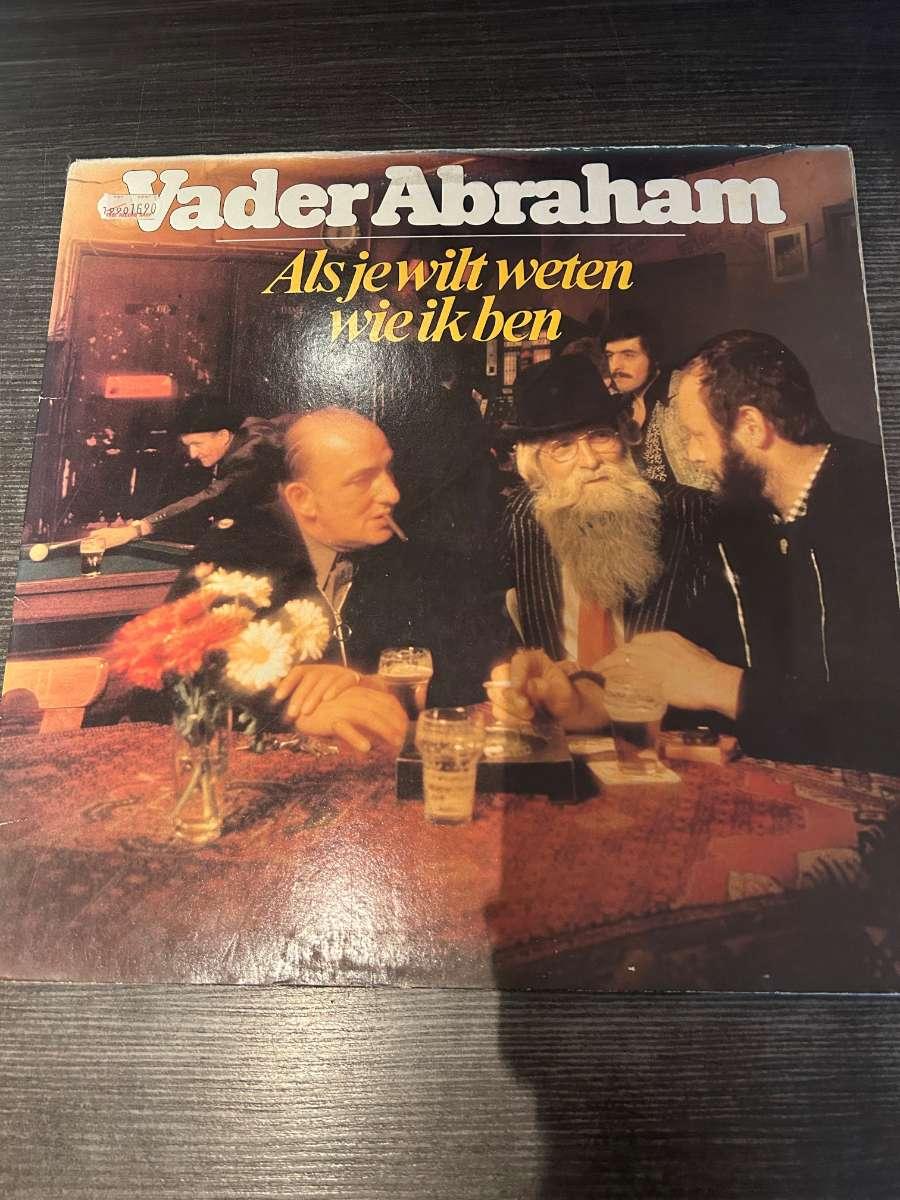 Vader Abraham
Als je wilt weten
wie ik ben